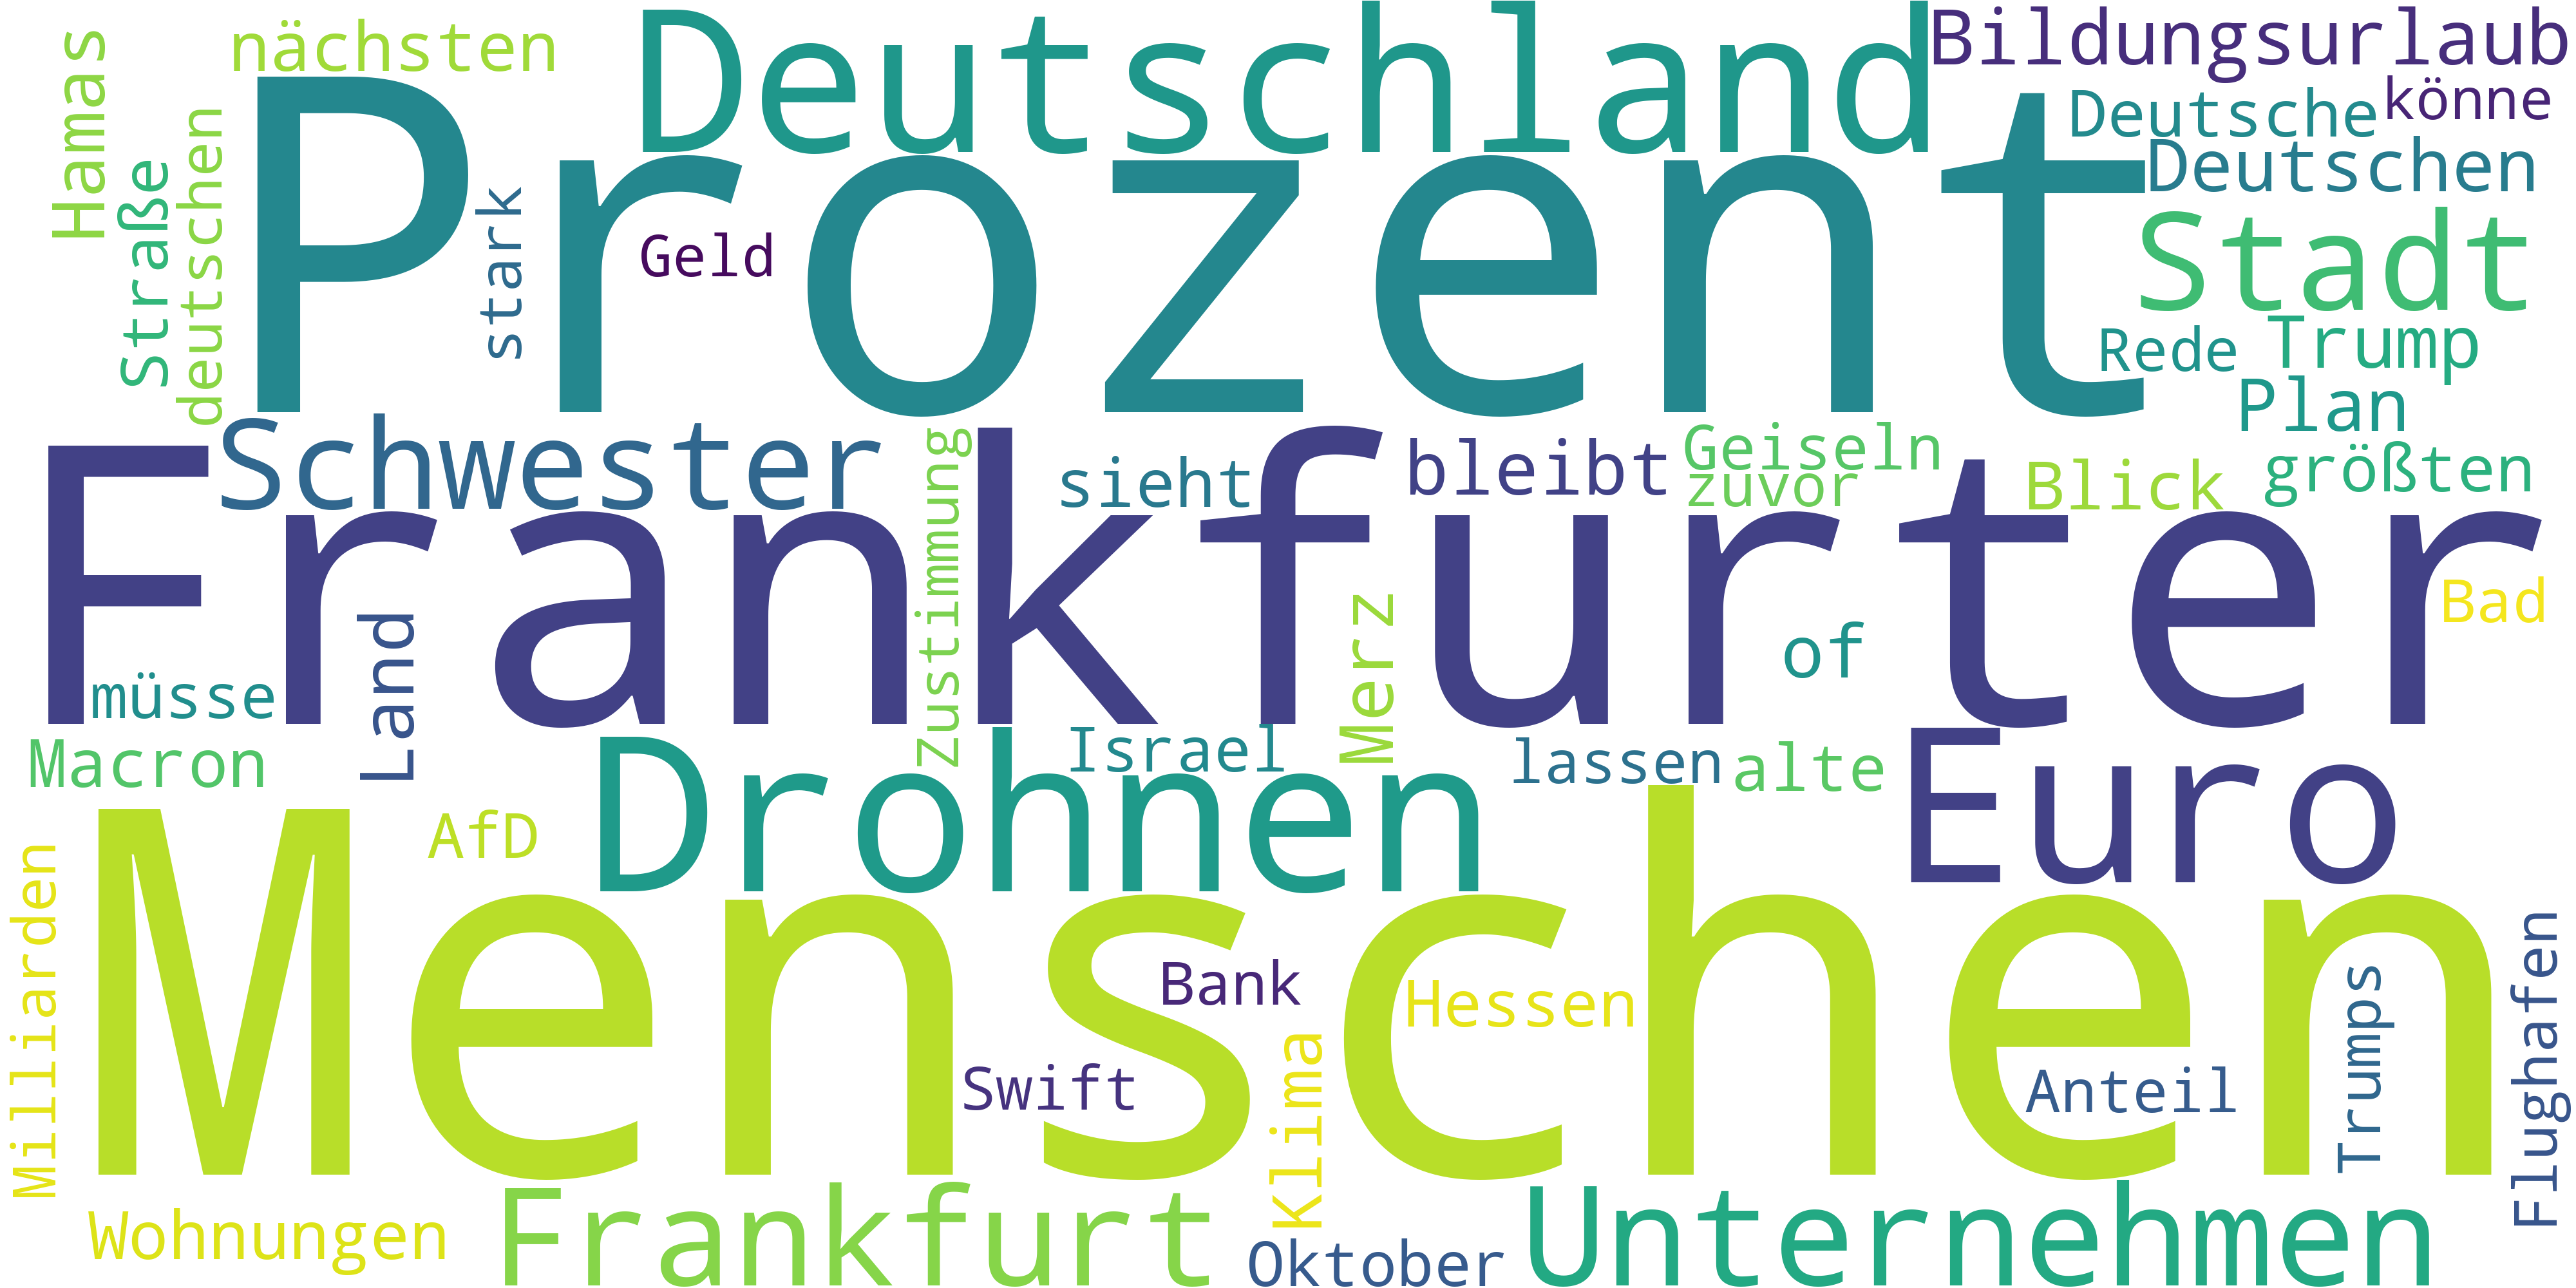 nächsten
Deutschland
Bildungsurlaub
Hamas
Deutsche
könne
Prozent
Deutschen
Straße
deutschen
stark
Geld
Stadt
Rede
Trump
Plan
Schwester
Zustimmung
sieht
bleibt
Geiseln
zuvor
Blick
größten
Frankfurter
Bad
Land
Merz
of
müsse
Macron
Israel
lassen
alte
Drohnen
Euro
AfD
Milliarden
Menschen
Bank
Hessen
Swift
Klima
Anteil
Trumps
Flughafen
Wohnungen
Frankfurt
Oktober
Unternehmen